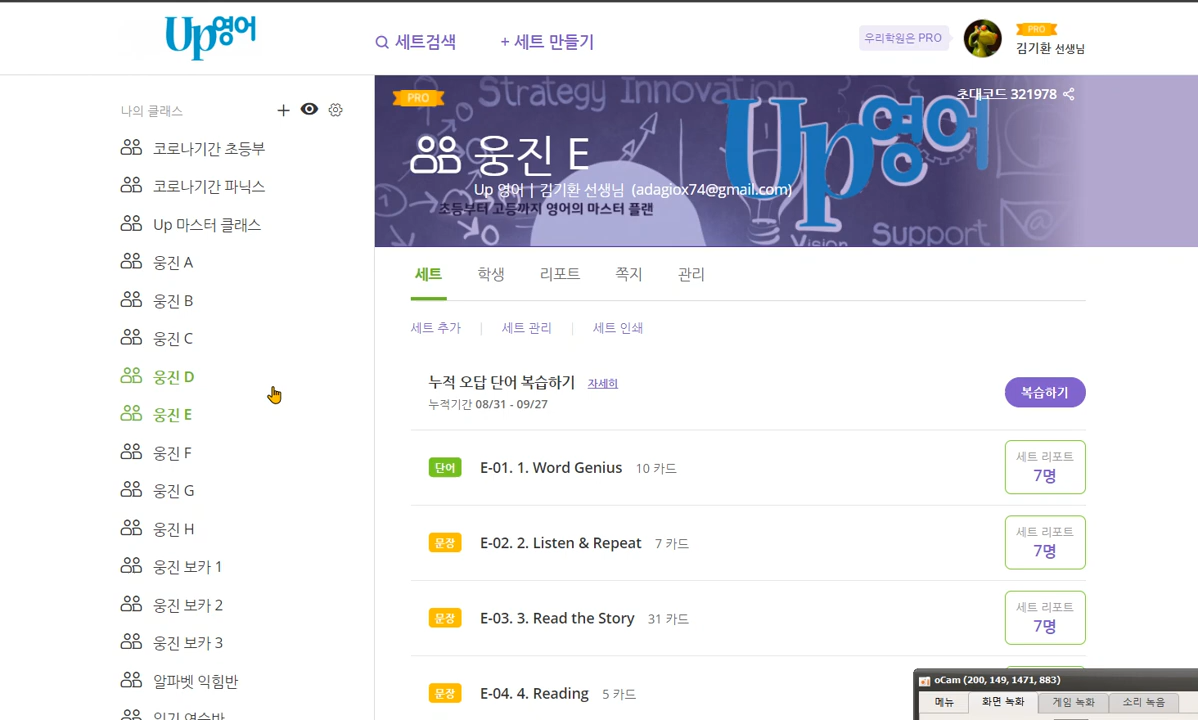 Up영어
세트검색
+ 세트 만들기
우리학원은 PRO
PRO
김기환 선생님
나의 클래스
코로나기간 초등부
코로나기간 파닉스
Up 마스터 클래스
웅진 A
웅진 B
웅진 C
웅진 D
웅진 E
웅진 F
웅진 G
웅진 H
웅진 보카 1
웅진 보카 2
웅진 보카 3
알파벳 익힘반
PRO
Strategy Innovation
초대코드 321978
웅진 E
Up영어
Up 영어 | 김기환 선생님 (adagiox74@gmail.com)
초등부터 고등까지 영어의 마스터 플랜
Vision
Support
세트
학생
리포트
쪽지
관리
세트 추가 | 세트 관리 | 세트 인쇄
누적 오답 단어 복습하기 자세히
누적기간 08/31 - 09/27
복습하기
단어 E-01. 1. Word Genius 10 카드
세트 리포트
7명
문장 E-02. 2. Listen & Repeat 7 카드
세트 리포트
7명
문장 E-03. 3. Read the Story 31 카드
세트 리포트
7명
문장 E-04. 4. Reading 5 카드
oCam (200, 149, 1471, 883)
메뉴
화면 녹화
게임 녹화
소리 녹음